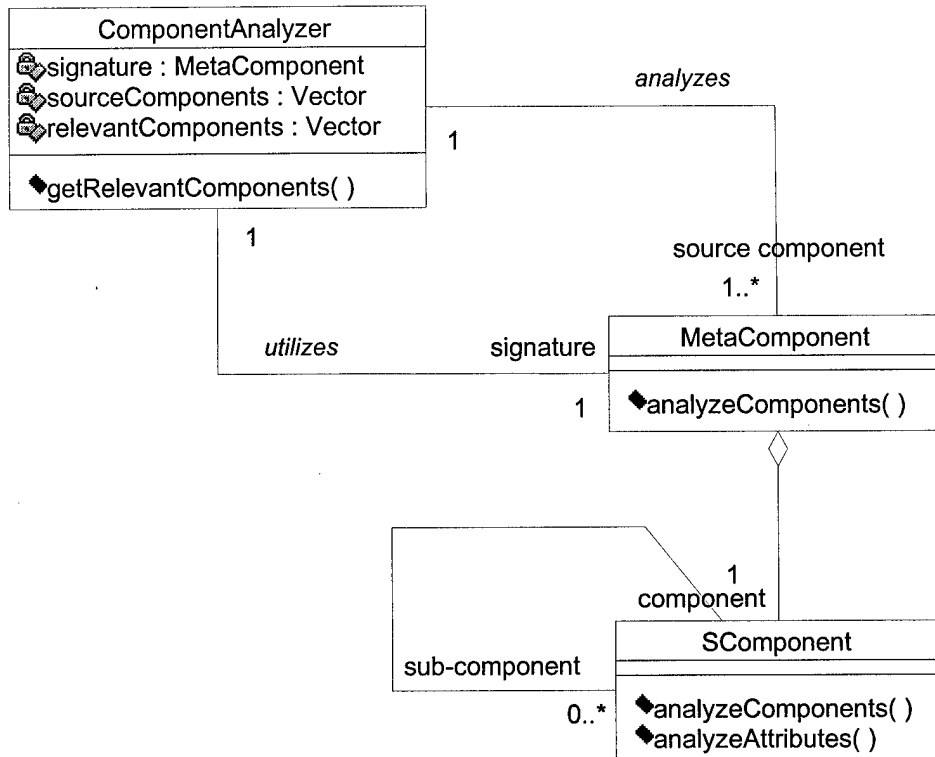 ComponentAnalyzer
signature : MetaComponent
sourceComponents : Vector
relevantComponents : Vector
getRelevantComponents( )
analyzes
1
1
source component
1..*
utilizes
signature
1
MetaComponent
analyzeComponents( )
1
component
SComponent
sub-component
0..*
analyzeComponents( )
analyzeAttributes( )